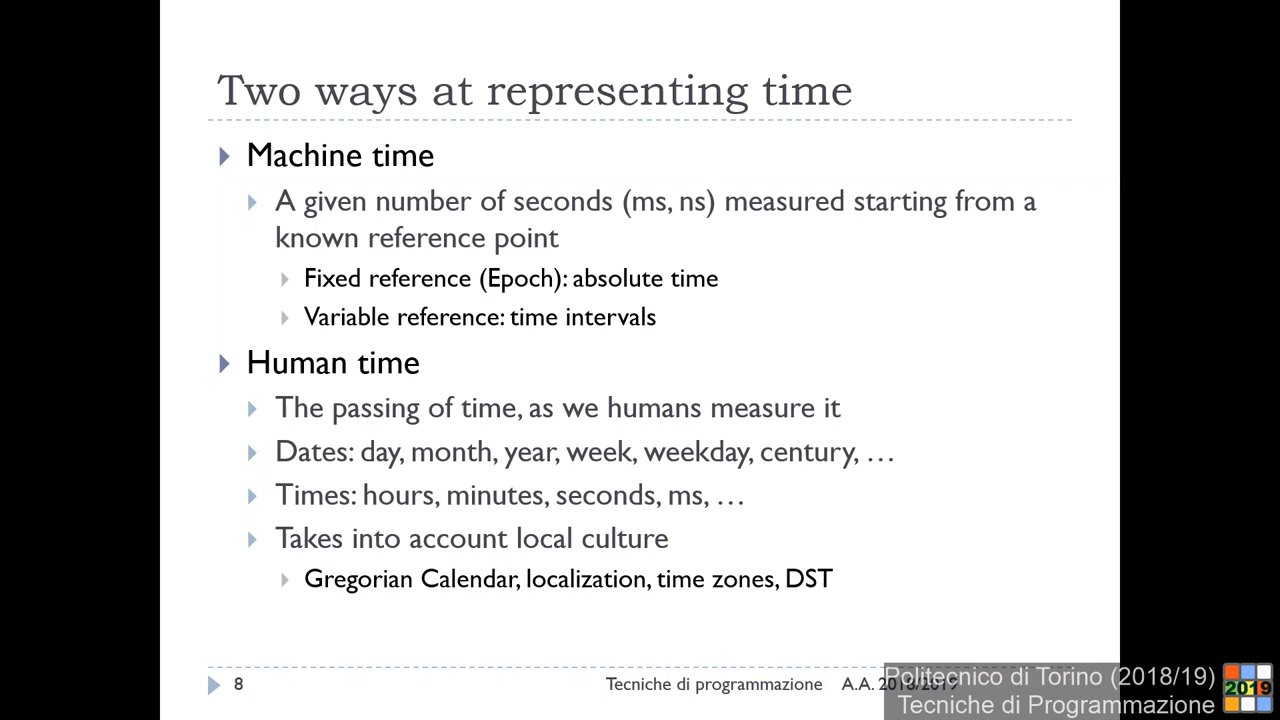 Two ways at representing time
Machine time
A given number of seconds (ms, ns) measured starting from a
known reference point
Fixed reference (Epoch): absolute time
Variable reference: time intervals
Human time
The passing of time, as we humans measure it
Dates: day, month, year, week, weekday, century, …
Times: hours, minutes, seconds, ms, …
Takes into account local culture
Gregorian Calendar, localization, time zones, DST
8
Tecniche di programmazione A.A. 2018/2019
Politecnico di Torino (2018/19)
Tecniche di Programmazione
2019